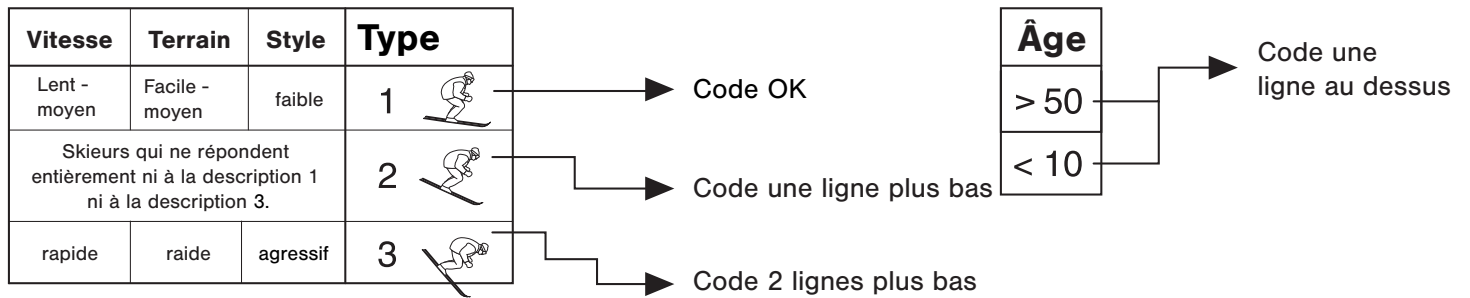 Vitesse Terrain Style Type
Lent -
moyen
Facile -
moyen
faible
1
Code OK
Skieurs qui ne répondent
entièrement ni à la description 1
ni à la description 3.
2
Code une ligne plus bas
rapide
raide
agressif
3
Code 2 lignes plus bas
Âge
> 50
< 10
Code une
ligne au dessus